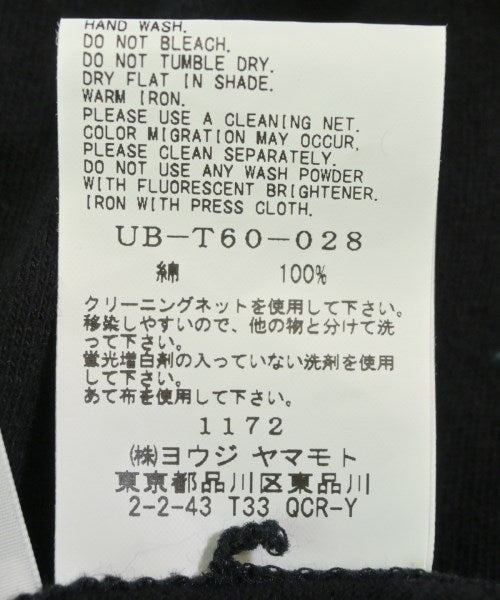 HAND WASH.
DO NOT BLEACH.
DO NOT TUMBLE DRY.
DRY FLAT IN SHADE.
WARM IRON.
PLEASE USE A CLEANING NET.
COLOR MIGRATION MAY OCCUR,
PLEASE CLEAN SEPARATELY.
DO NOT USE ANY WASH POWDER
WITH FLUORESCENT BRIGHTENER.
IRON WITH PRESS CLOTH.
UB-T60-028
綿 100%
クリーニングネットを使用して下さい。
移染しやすいので、他の物と分けて洗
って下さい。
蛍光増白剤の入っていない洗剤を使用
して下さい。
あて布を使用して下さい。
1172
㈱ヨウジ ヤマモト
東京都品川区東品川
2-2-43 T33 QCR-Y